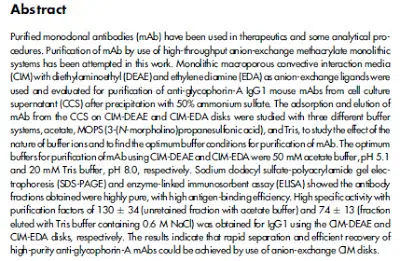 Abstract
Purified monodonal antibodies (mAb) have been used in therapeutics and some analytical pro-
cedures. Purification of mAb by use of high-throughput anion-exchange methacrylate monolithic
systems has been attempted in this work. Monolithic macroporous convective interaction media
(CIM) with diethylaminoethyl (DEAE) and ethylenediamine (EDA) as anion-exchange ligands were
used and evaluated for purification of anti-glycophorin-A IgG1 mouse mAbs from cell culture
supernatant (CCS) after precipitation with 50% ammonium sulfate. The adsorption and elution of
mAb from the CCS on CIM-DEAE and CIM-EDA disks were studied with three different buffer
systems, acetate, MOPS (3-(N-morpholino)propanesulfonic acid), and Tris, to study the effect of the
nature of buffer ions and to find the optimum buffer conditions for purification of mAb. The optimum
buffers for purification of mAb using CIM-DEAE and CIM-EDA were 50 mM acetate buffer, pH 5.1
and 20 mM Tris buffer, pH 8.0, respectively. Sodium dodecyl sulfate-polyacrylamide gel elec-
trophoresis (SDS-PAGE) and enzyme-linked immunosorbent assay (ELISA) showed the antibody
fractions obtained were highly pure, with high antigen-binding efficiency. High specific activity with
purification factors of 130 ± 34 (unretained fraction with acetate buffer) and 74 ± 13 (fraction
eluted with Tris buffer containing 0.6 M NaCl) was obtained for IgG1 using the CIM-DEAE and
CIM-EDA disks, respectively. The results indicate that rapid separation and efficient recovery of
high-purity anti-glycophorin-A mAbs could be achieved by use of anion-exchange CIM disks.